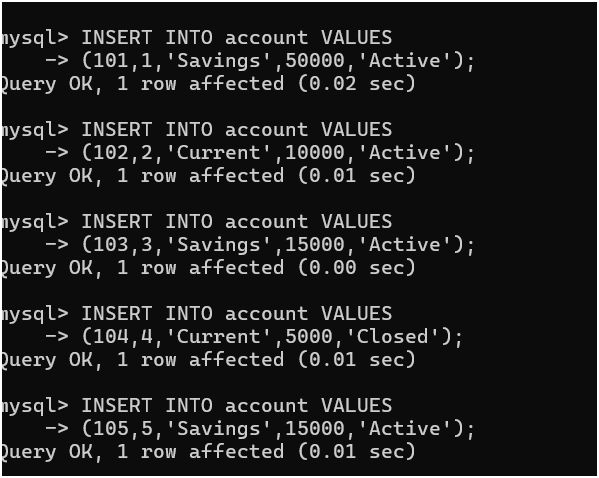 mysql> INSERT INTO account VALUES
    -> (101,1,'Savings',50000,'Active');
Query OK, 1 row affected (0.02 sec)
mysql> INSERT INTO account VALUES
    -> (102,2,'Current',10000,'Active');
Query OK, 1 row affected (0.01 sec)
mysql> INSERT INTO account VALUES
    -> (103,3,'Savings',15000,'Active');
Query OK, 1 row affected (0.00 sec)
mysql> INSERT INTO account VALUES
    -> (104,4,'Current',5000,'Closed');
Query OK, 1 row affected (0.01 sec)
mysql> INSERT INTO account VALUES
    -> (105,5,'Savings',15000,'Active');
Query OK, 1 row affected (0.01 sec)